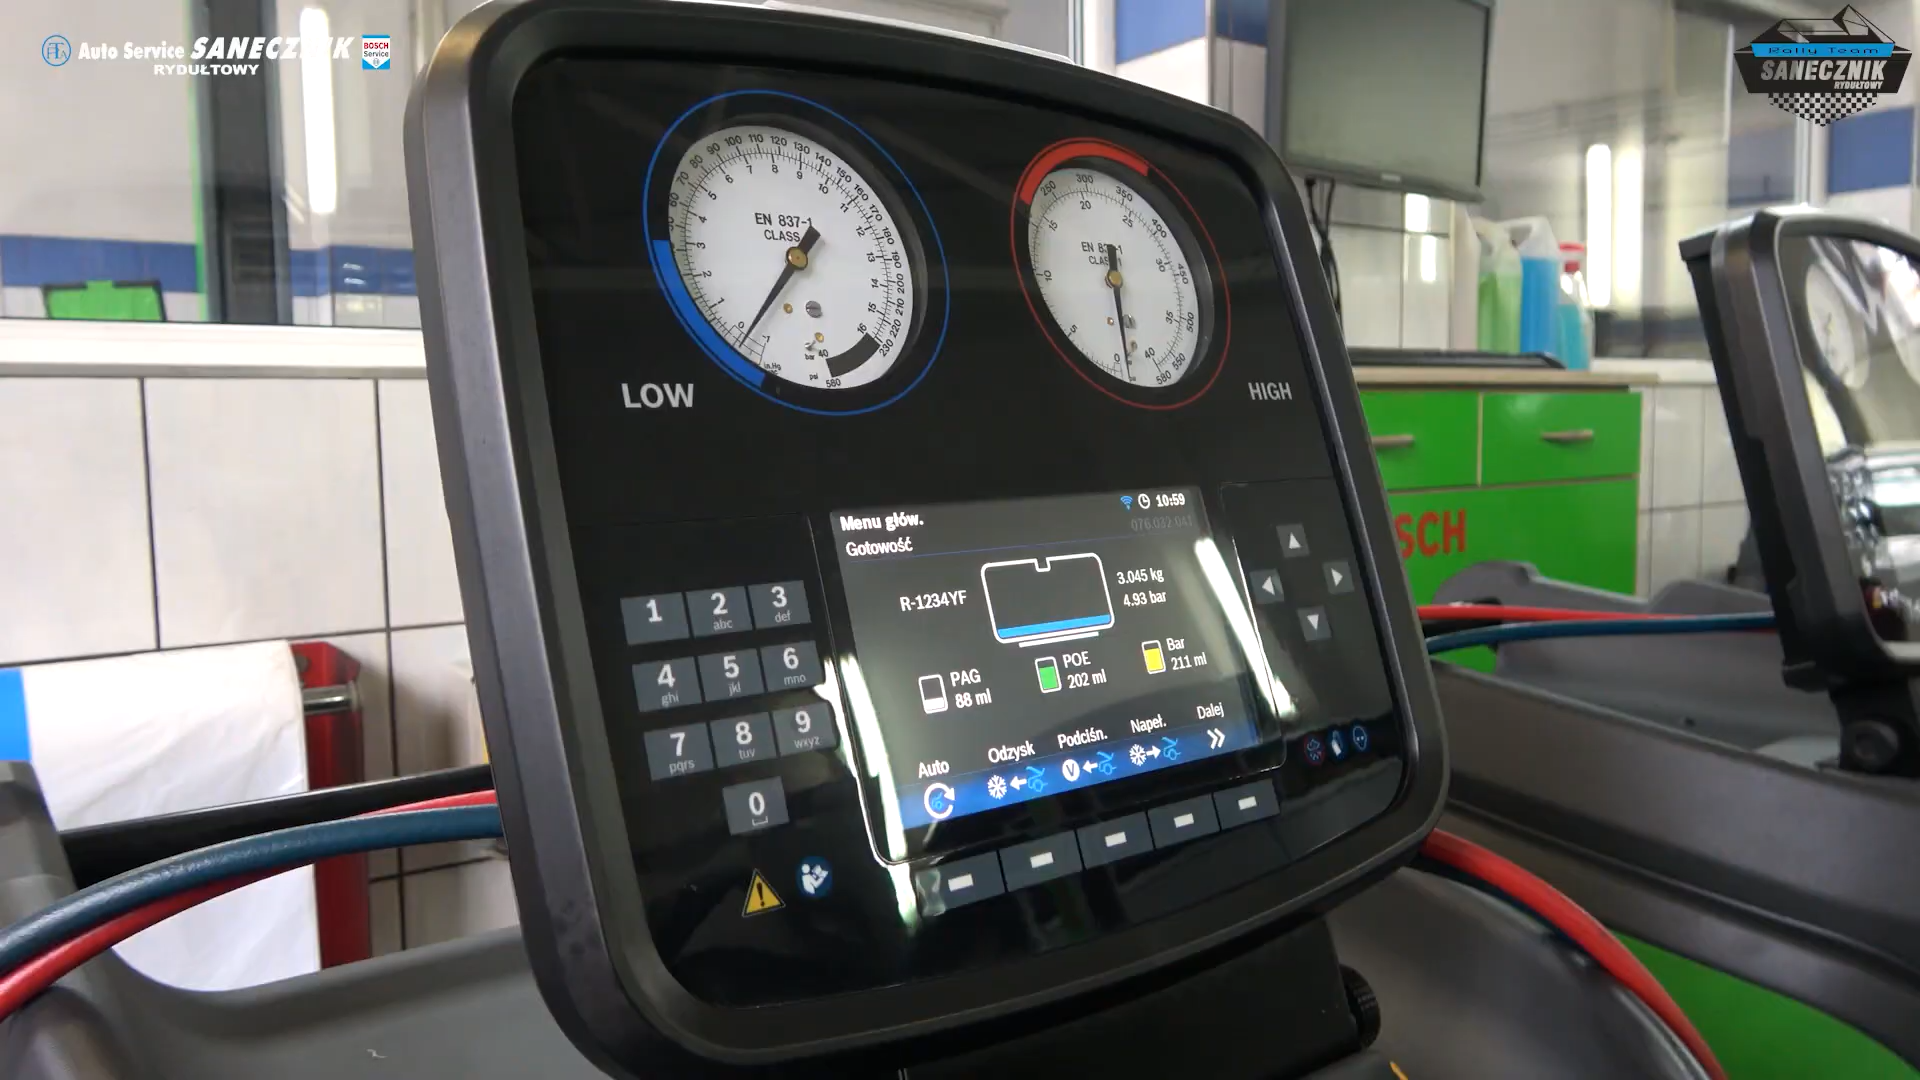 Auto Service SANECZNIK
RYDUŁTOWY
BOSCH
Service
Rally Team
SANECZNIK
RYDUŁTOWY
EN 837-1
CLASS
LOW
HIGH
Menu głów.
10:59
076.032.041
Gotowość
R-1234YF
3.045 kg
4.93 bar
PAG
88 ml
POE
202 ml
Bar
211 ml
Auto
Odzysk
Podciśn.
Napeł.
Dalej
1
2 abc
3 def
4 ghi
5 jkl
6 mno
7 pqrs
8 tuv
9 wxyz
0
SCH